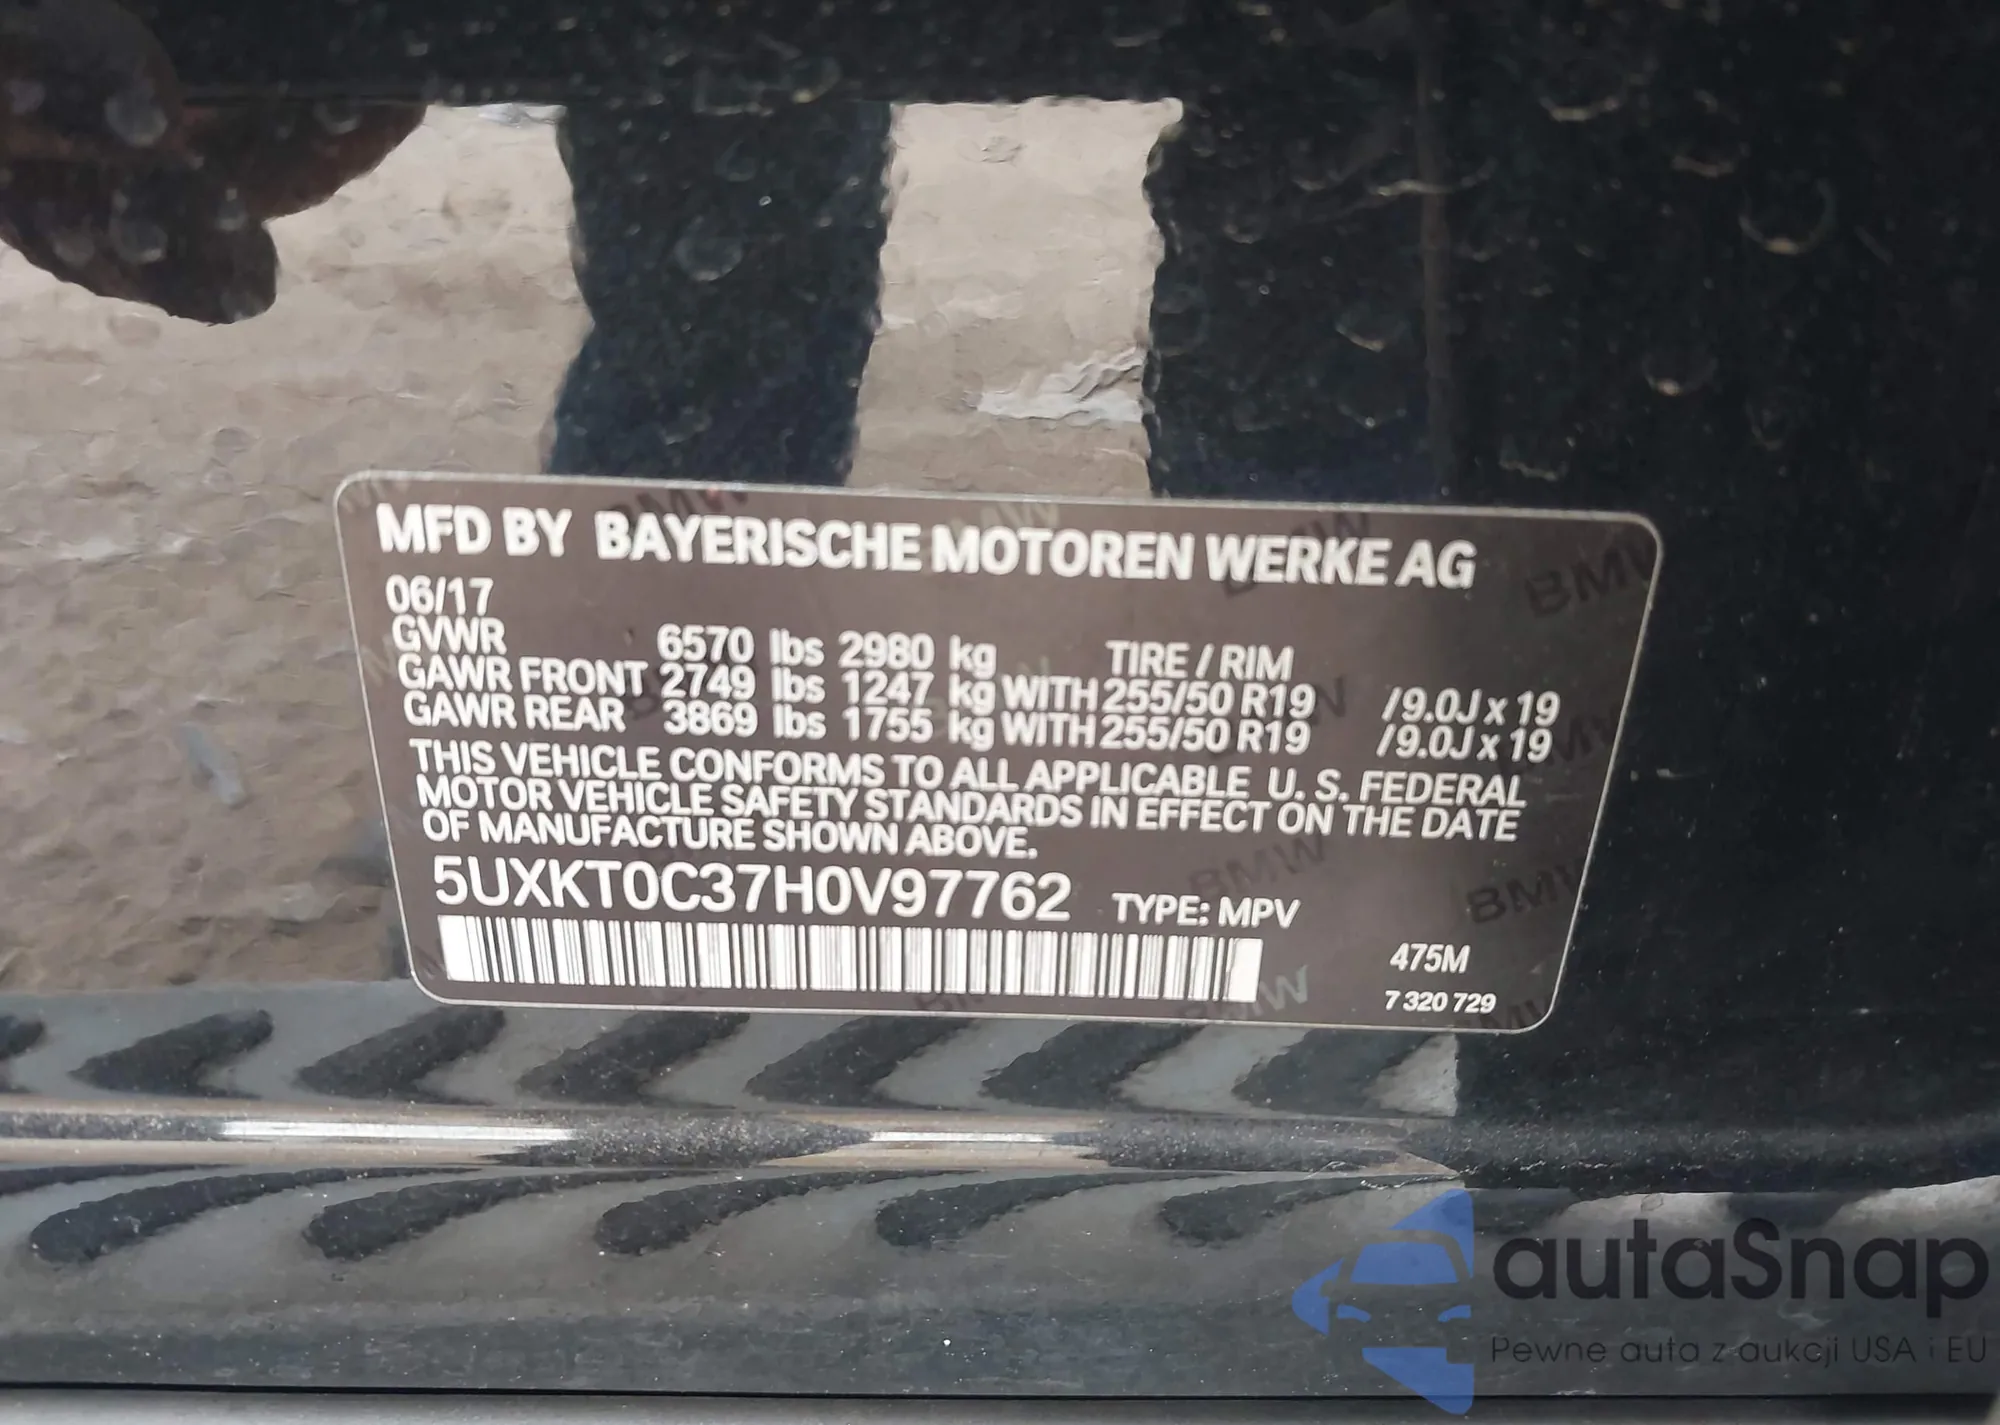 MFD BY BAYERISCHE MOTOREN WERKE AG
06/17
GVWR 6570 lbs 2980 kg TIRE / RIM
GAWR FRONT 2749 lbs 1247 kg WITH 255/50 R19 /9.0J x 19
GAWR REAR 3869 lbs 1755 kg WITH 255/50 R19 /9.0J x 19
THIS VEHICLE CONFORMS TO ALL APPLICABLE U. S. FEDERAL
MOTOR VEHICLE SAFETY STANDARDS IN EFFECT ON THE DATE
OF MANUFACTURE SHOWN ABOVE.
5UXKT0C37H0V97762 TYPE: MPV
475M
7 320 729
autaSnap
Pewne auta z aukcji USA i EU